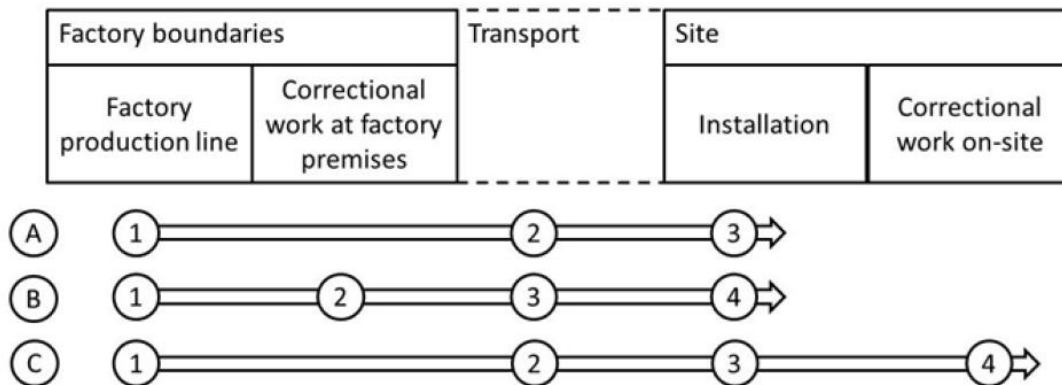 Factory boundaries
Transport
Site
Factory
production line
Correctional
work at factory
premises
Installation
Correctional
work on-site
A 1 2 3
B 1 2 3 4
C 1 2 3 4